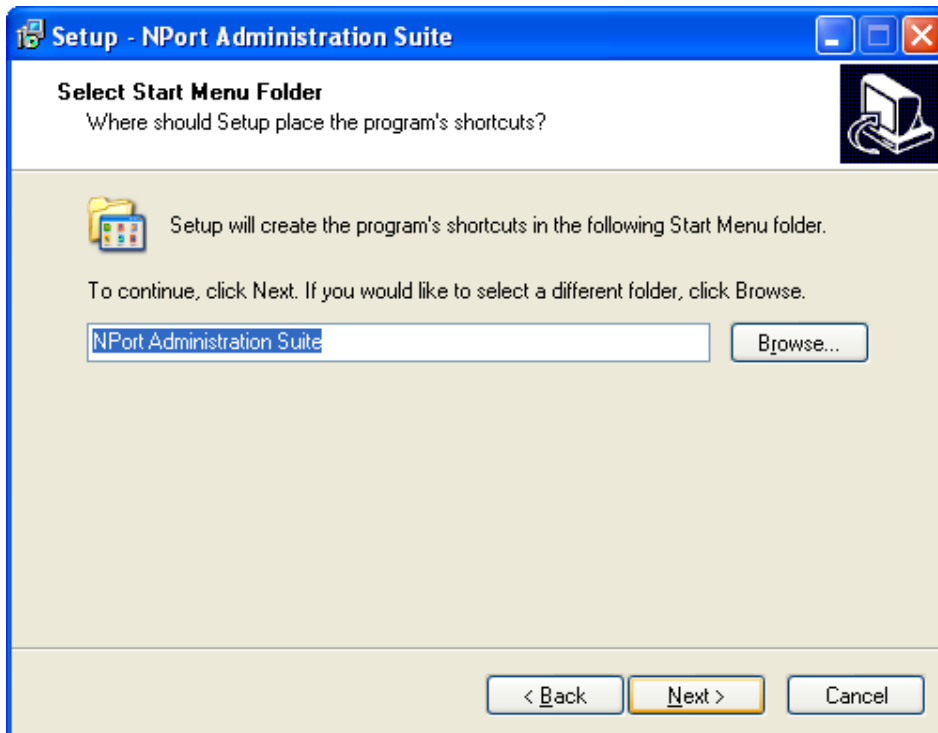 Setup - NPort Administration Suite
Select Start Menu Folder
Where should Setup place the program's shortcuts?
Setup will create the program's shortcuts in the following Start Menu folder.
To continue, click Next. If you would like to select a different folder, click Browse.
NPort Administration Suite
Browse...
< Back
Next >
Cancel